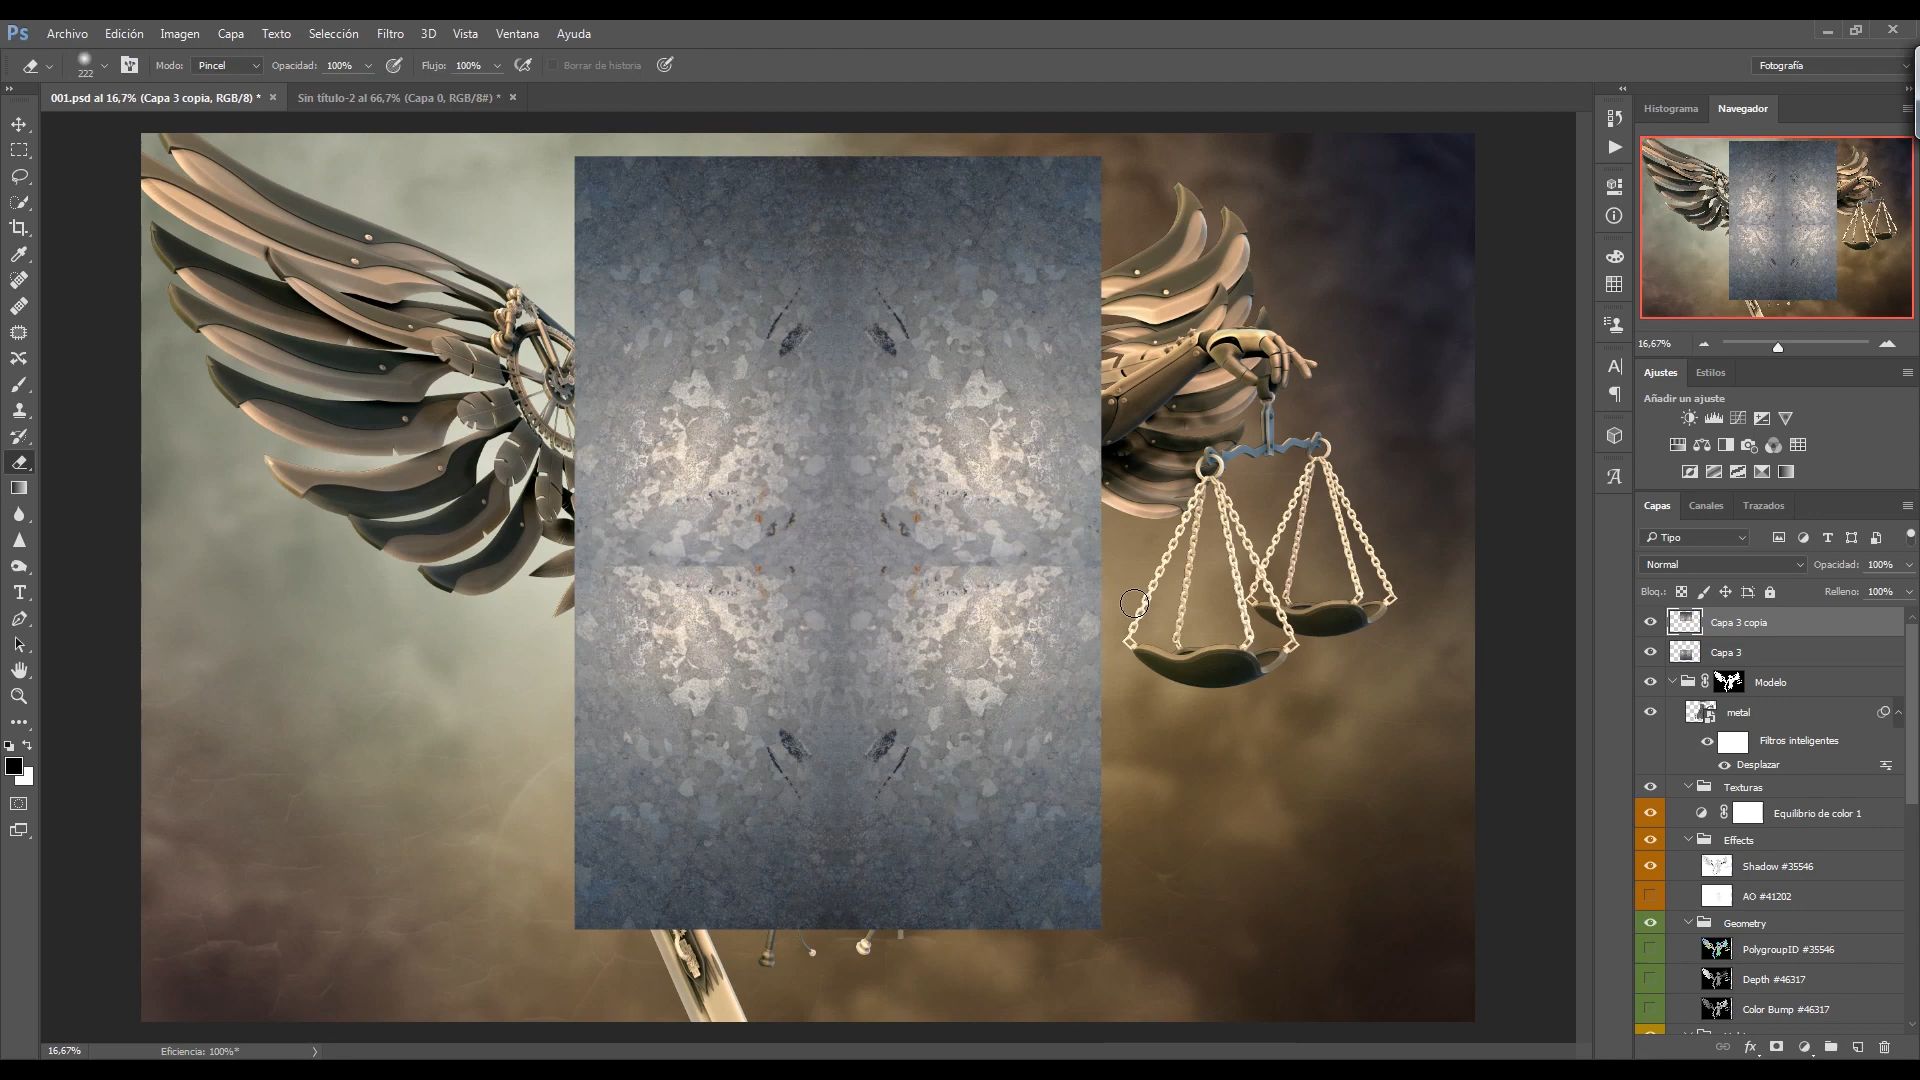 Ps Archivo Edición Imagen Capa Texto Selección Filtro 3D Vista Ventana Ayuda
222 Modo: Pincel Opacidad: 100% Flujo: 100% Borrar de historia Fotografía
001.psd al 16,7% (Capa 3 copia, RGB/8) * × Sin título-2 al 66,7% (Capa 0, RGB/8#) * ×
Histograma Navegador
16,67%
Ajustes Estilos
Añadir un ajuste
Capas Canales Trazados
Tipo
Normal Opacidad: 100%
Bloq.: Relleno: 100%
Capa 3 copia
Capa 3
Modelo
metal
Filtros inteligentes
Desplazar
Texturas
Equilibrio de color 1
Effects
Shadow #35546
AO #41202
Geometry
PolygroupID #35546
Depth #46317
Color Bump #46317
16,67% Eficiencia: 100%*